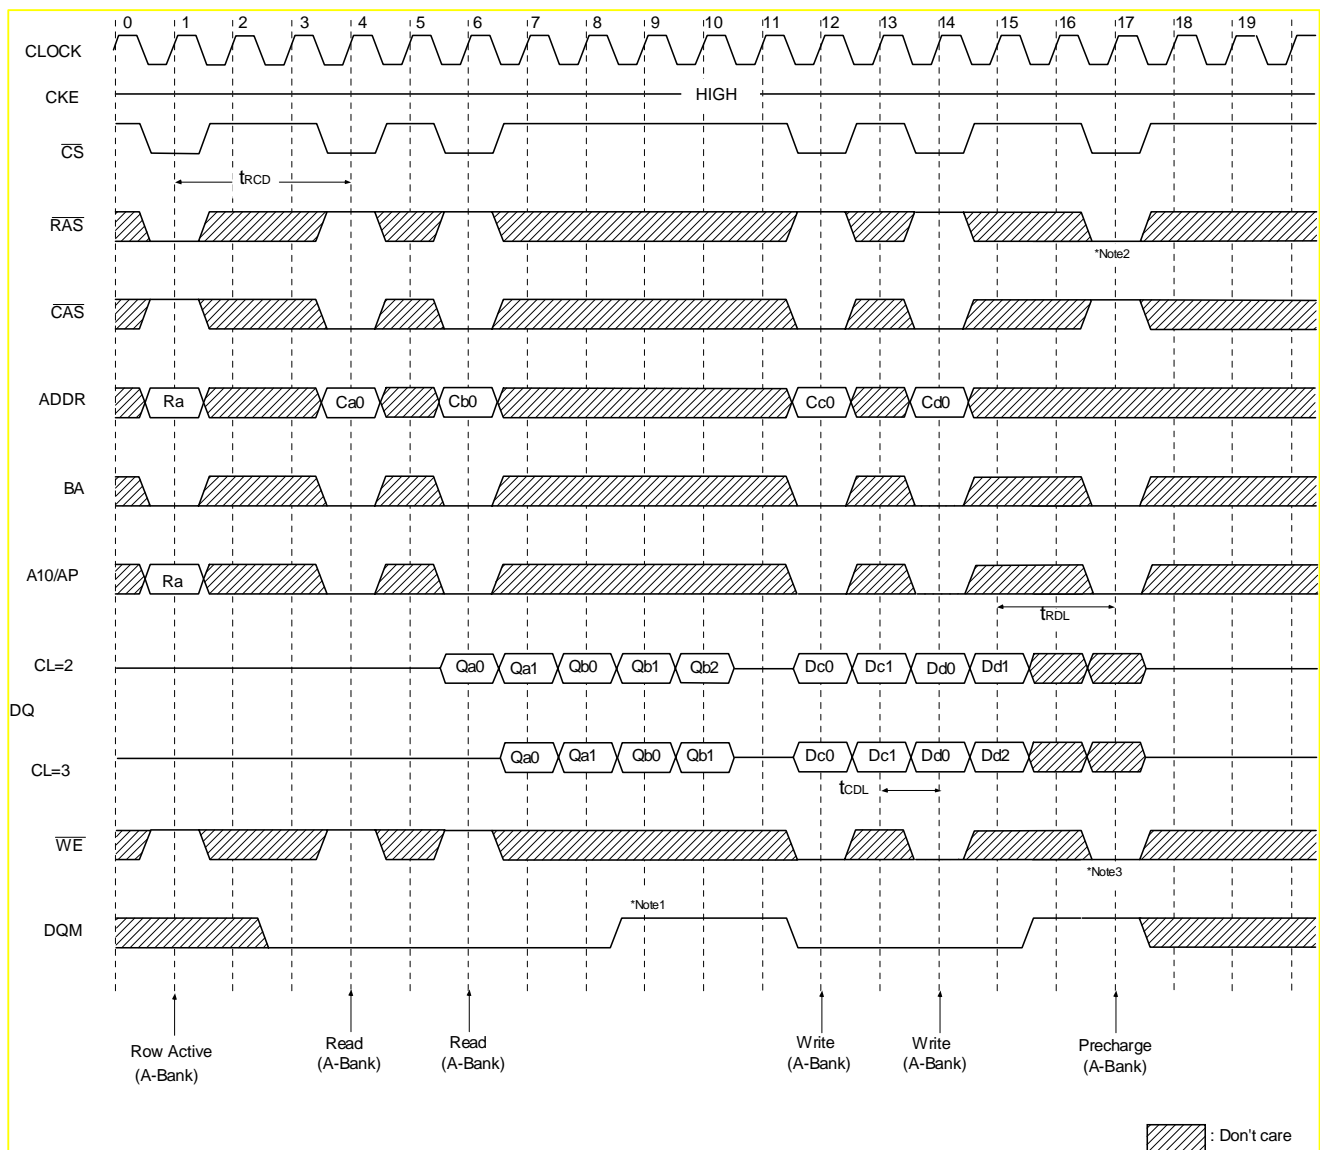 0 1 2 3 4 5 6 7 8 9 10 11 12 13 14 15 16 17 18 19
CLOCK
CKE HIGH
CS
tRCD
RAS
*Note2
CAS
ADDR Ra Ca0 Cb0 Cc0 Cd0
BA
A10/AP Ra
tRDL
CL=2 Qa0 Qa1 Qb0 Qb1 Qb2 Dc0 Dc1 Dd0 Dd1
DQ
CL=3 Qa0 Qa1 Qb0 Qb1 Dc0 Dc1 Dd0 Dd2
tCDL
WE
*Note3
*Note1
DQM
Row Active
(A-Bank)
Read
(A-Bank)
Read
(A-Bank)
Write
(A-Bank)
Write
(A-Bank)
Precharge
(A-Bank)
: Don't care